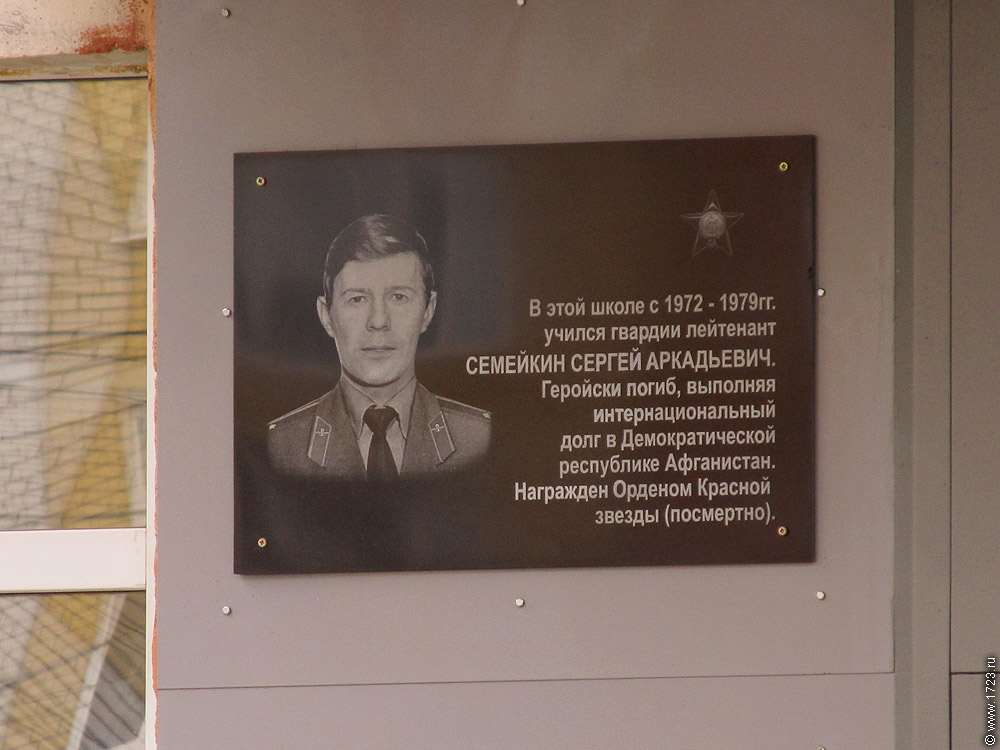 В этой школе с 1972 - 1979гг.
учился гвардии лейтенант
СЕМЕЙКИН СЕРГЕЙ АРКАДЬЕВИЧ.
Геройски погиб, выполняя
интернациональный
долг в Демократической
республике Афганистан.
Награжден Орденом Красной
звезды (посмертно).
© www.1723.ru